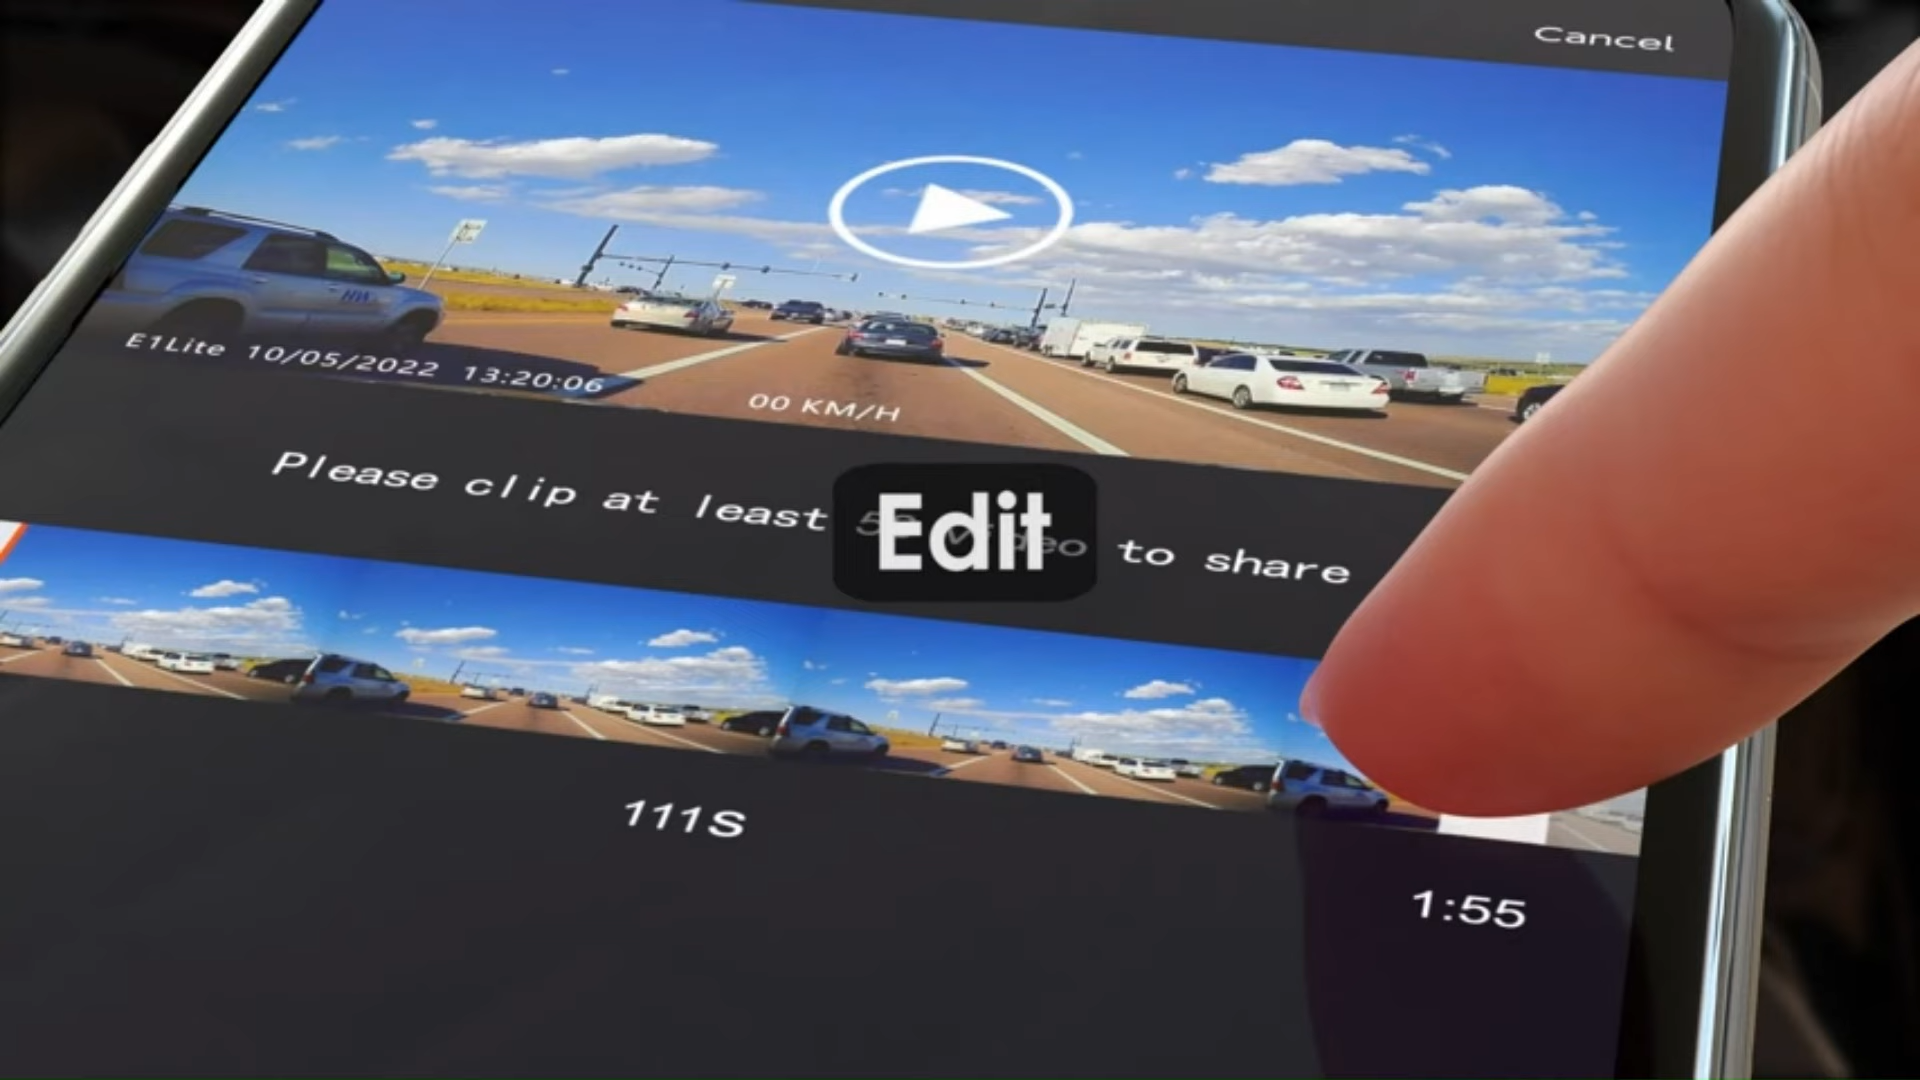 Cancel
E1Lite 10/05/2022 13:20:06
00 KM/H
Please clip at least video to share
Edit
111S
1:55